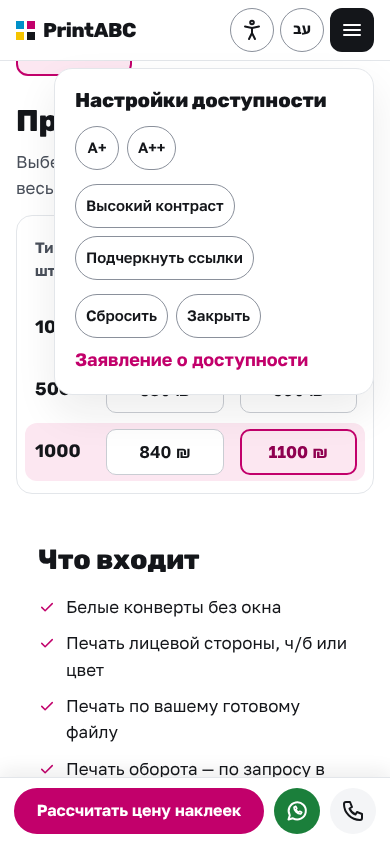 PrintABC
עב
Настройки доступности
A+
A++
Высокий контраст
Подчеркнуть ссылки
Сбросить
Закрыть
Заявление о доступности
1000
840 ₪
1100 ₪
Что входит
Белые конверты без окна
Печать лицевой стороны, ч/б или
цвет
Печать по вашему готовому
файлу
Печать оборота — по запросу в
Рассчитать цену наклеек